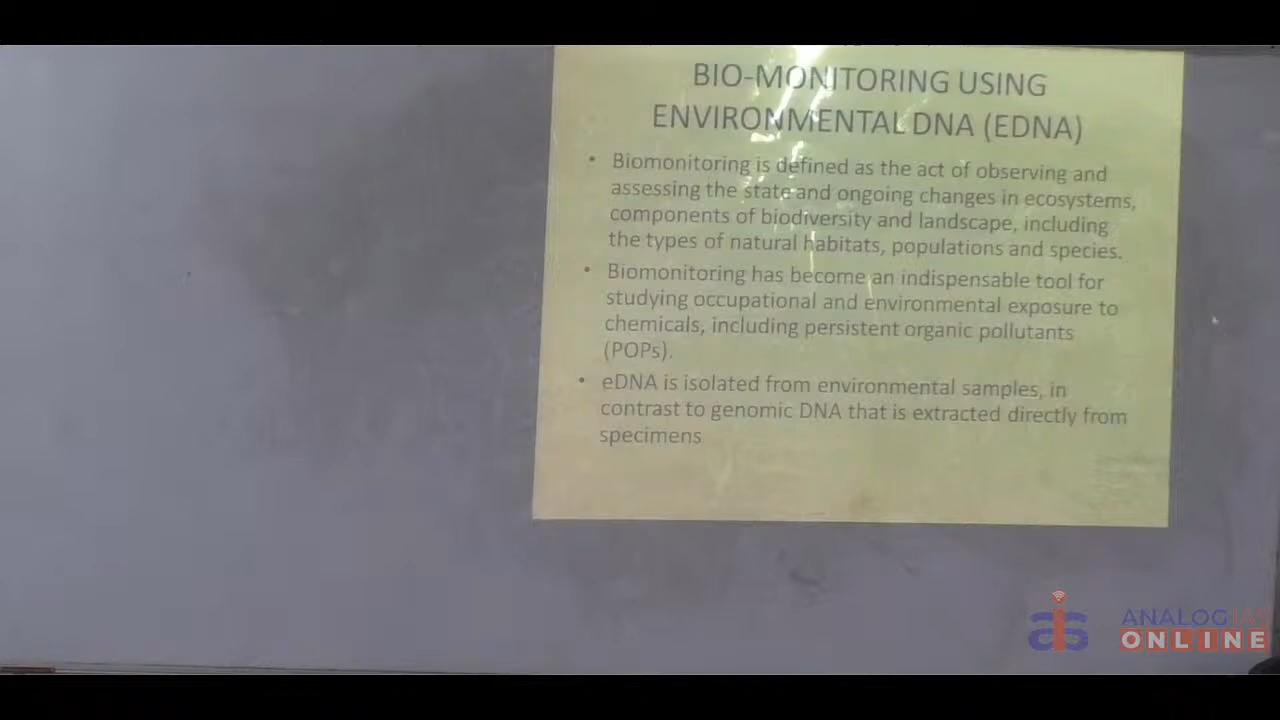 BIO-MONITORING USING
ENVIRONMENTAL DNA (EDNA)
• Biomonitoring is defined as the act of observing and
assessing the state and ongoing changes in ecosystems,
components of biodiversity and landscape, including
the types of natural habitats, populations and species.
• Biomonitoring has become an indispensable tool for
studying occupational and environmental exposure to
chemicals, including persistent organic pollutants
(POPs).
• eDNA is isolated from environmental samples, in
contrast to genomic DNA that is extracted directly from
specimens
ANALOGIAS
ONLINE